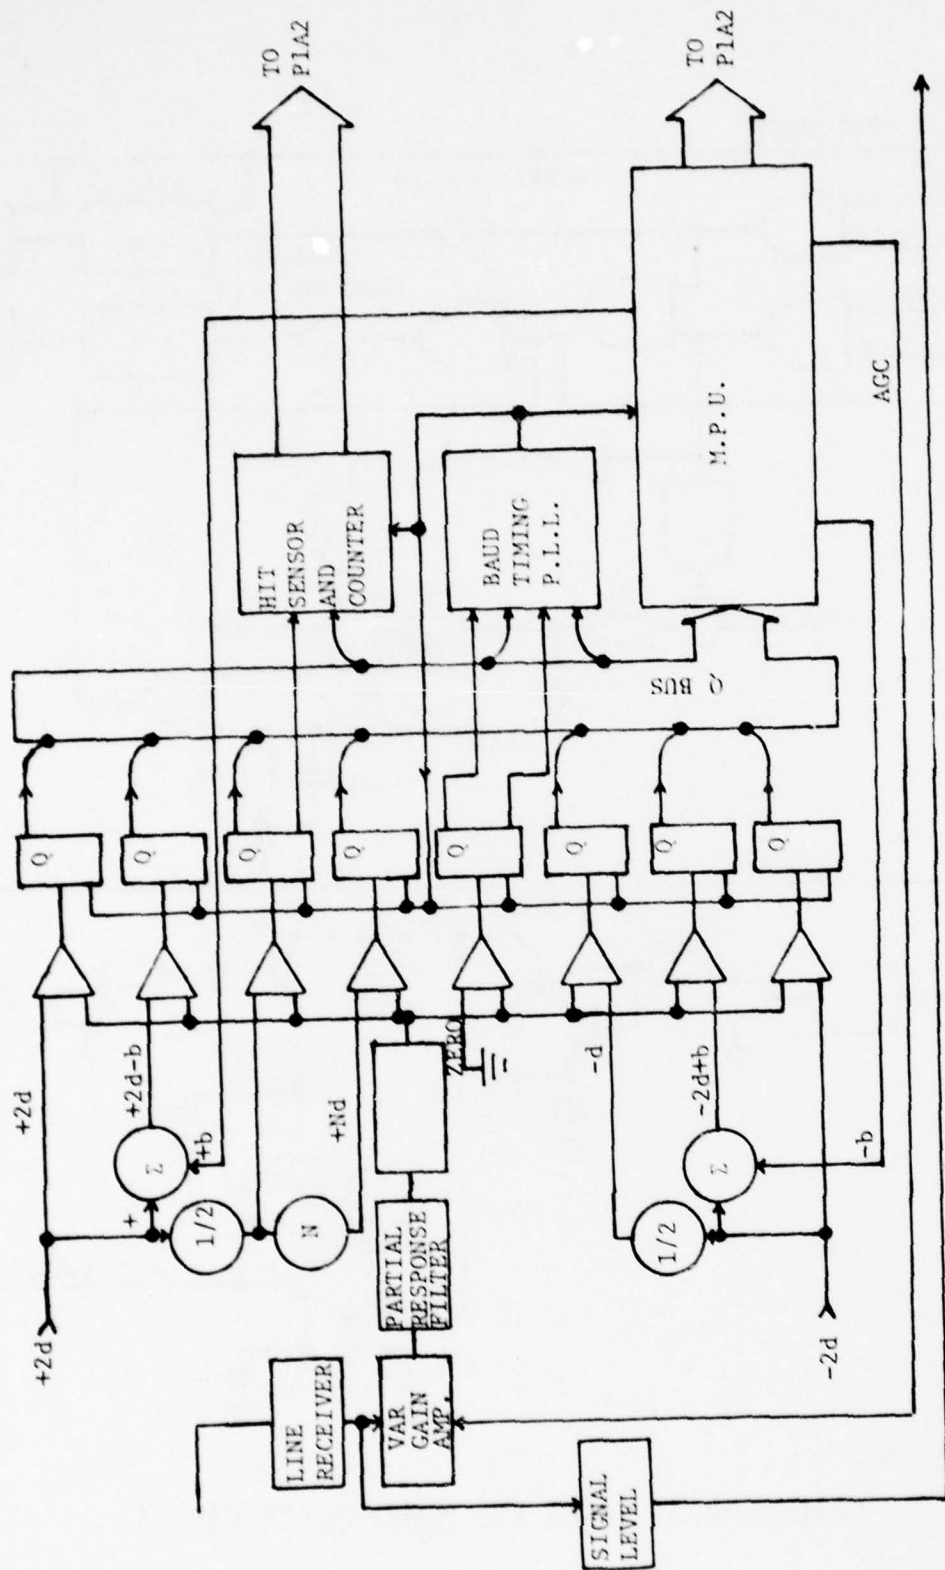 +2d
-2d
LINE
RECEIVER
SIGNAL
LEVEL
VAR
GAIN
AMP.
PARTIAL
RESPONSE
FILTER
+
1/2
N
Σ
+b
1/2
Σ
-b
+2d
+2d-b
+Nd
ZERO
-d
-2d+b
Q
Q
Q
Q
Q
Q
Q
Q
Q BUS
HIT
SENSOR
AND
COUNTER
BAUD
TIMING
P.L.L.
M.P.U.
AGC
TO
P1A2
TO
P1A2